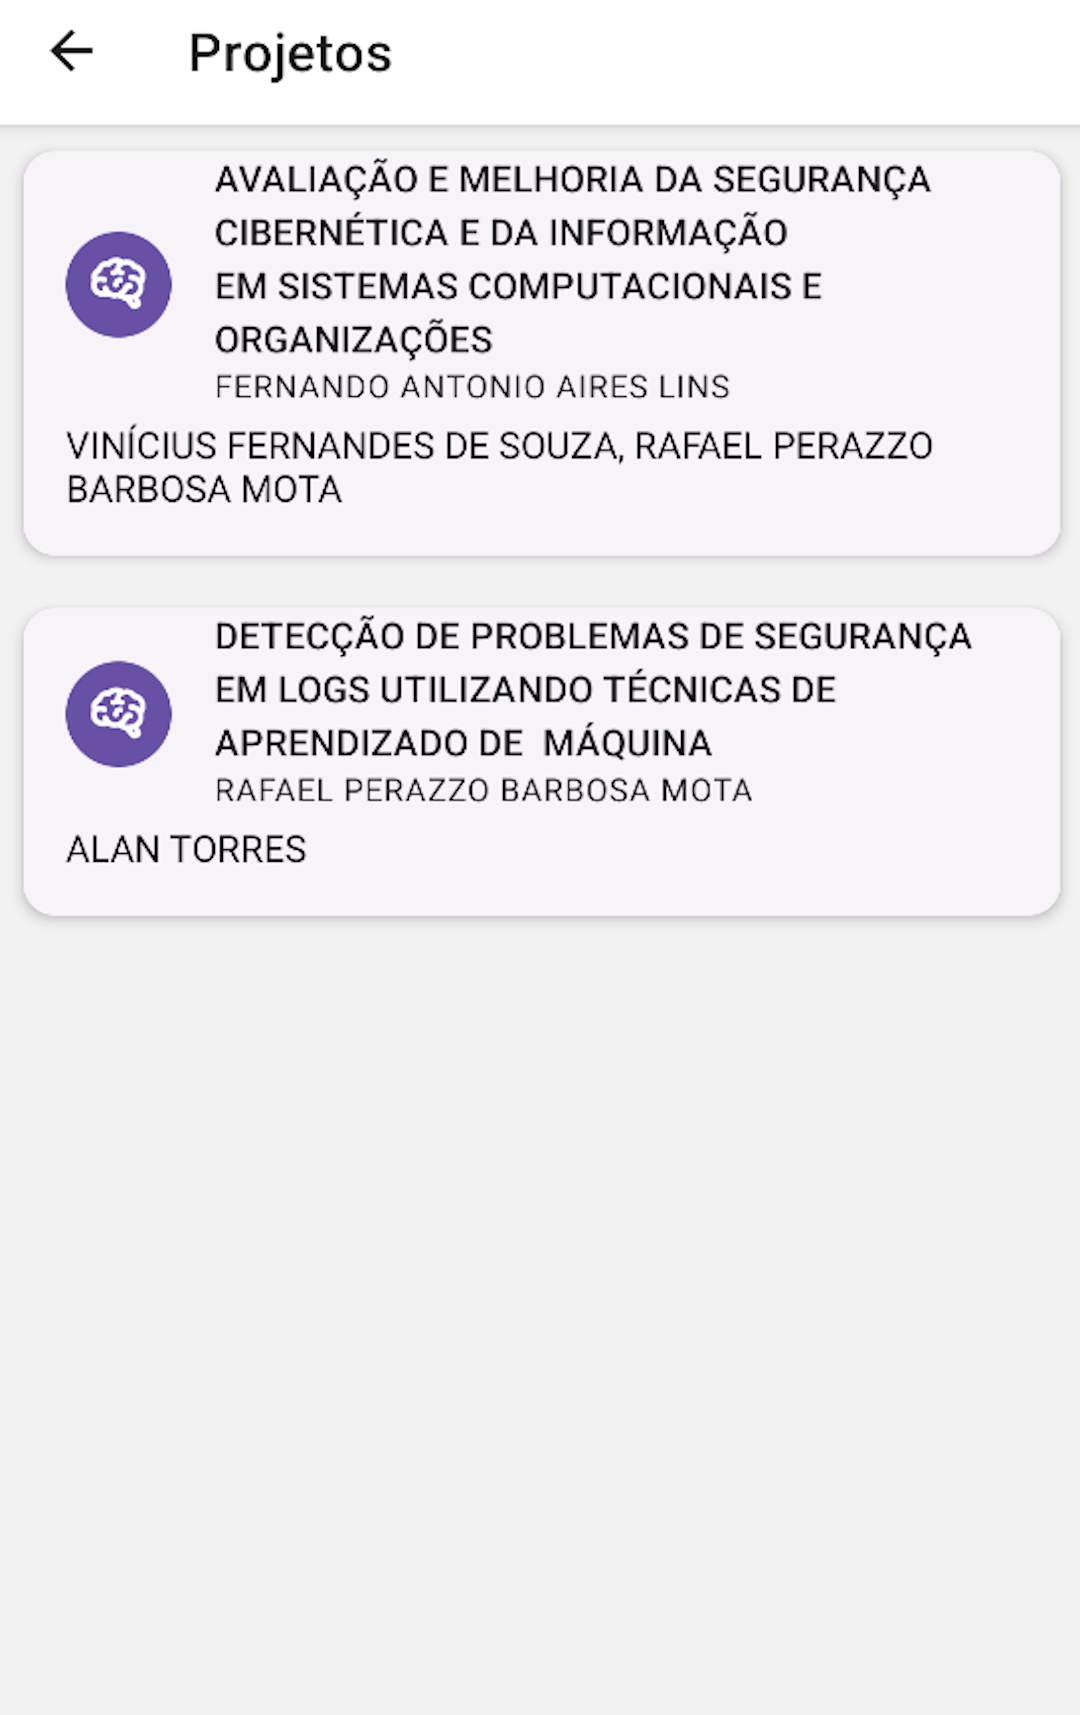 Projetos
AVALIAÇÃO E MELHORIA DA SEGURANÇA
CIBERNÉTICA E DA INFORMAÇÃO
EM SISTEMAS COMPUTACIONAIS E
ORGANIZAÇÕES
FERNANDO ANTONIO AIRES LINS
VINÍCIUS FERNANDES DE SOUZA, RAFAEL PERAZZO
BARBOSA MOTA
DETECÇÃO DE PROBLEMAS DE SEGURANÇA
EM LOGS UTILIZANDO TÉCNICAS DE
APRENDIZADO DE  MÁQUINA
RAFAEL PERAZZO BARBOSA MOTA
ALAN TORRES